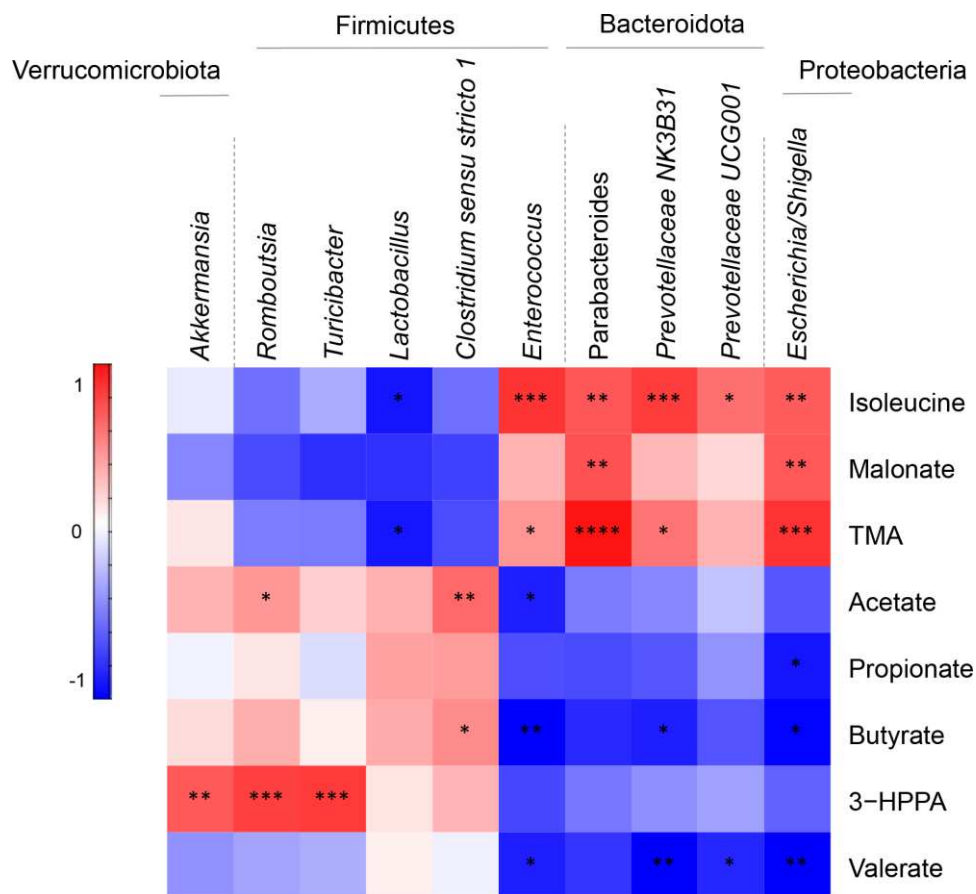 Firmicutes
Bacteroidota
Verrucomicrobiota
Proteobacteria
Akkermansia
Romboutsia
Turicibacter
Lactobacillus
Clostridium sensu stricto 1
Enterococcus
Parabacteroides
Prevotellaceae NK3B31
Prevotellaceae UCG001
Escherichia/Shigella
1
0
-1
* *** ** *** * ** Isoleucine
** ** Malonate
* * **** * *** TMA
* ** * Acetate
* Propionate
* ** * * Butyrate
** *** *** 3−HPPA
* ** * ** Valerate